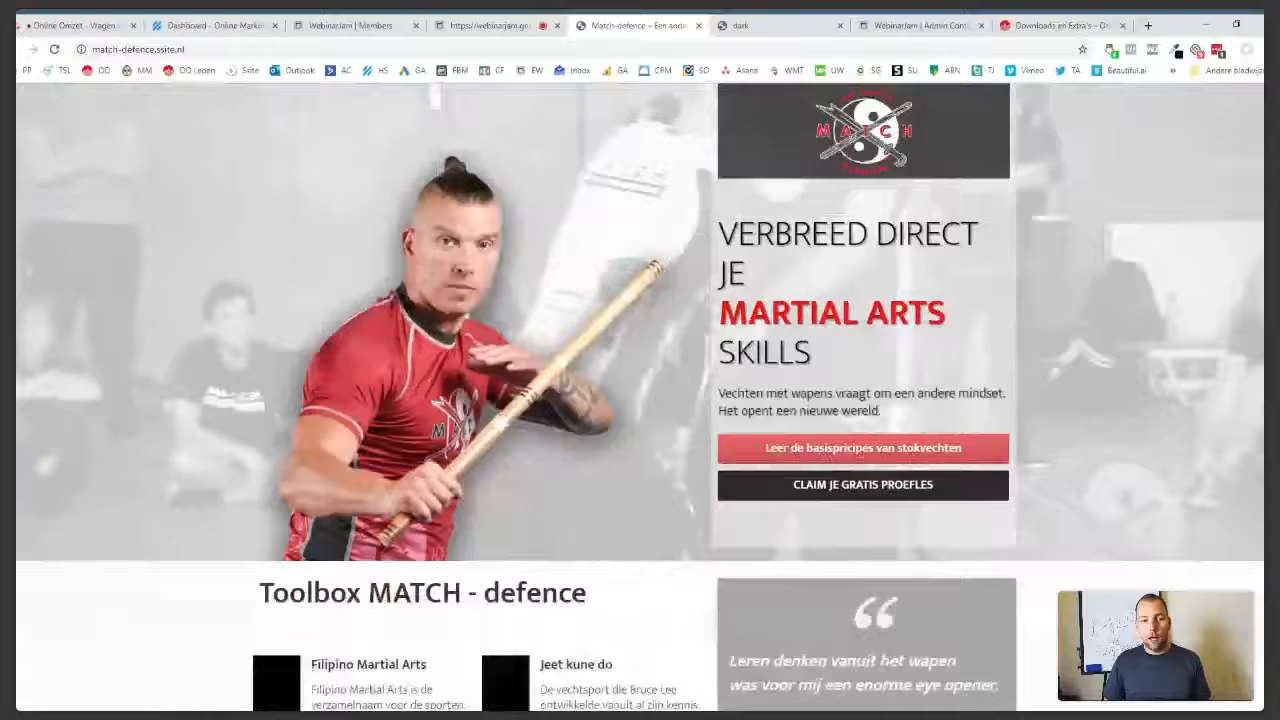 Online Omzet - Vragen
Dashboard - Online Marke
WebinarJam | Members
https://webinarjam.ge
Match-defence – Een ande
dark
WebinarJam | Admin Cont
Downloads en Extra's – O
match-defence.ssite.nl
PP TSL OO MM OO Leden Ssite Outlook AC HS GA FBM CF EW Inbox GA CRM SO Asana WMT UW SG SU ABN TJ Vimeo TA Beautiful.ai » Andere bladwijz
MATCH
VERBREED DIRECT
JE
MARTIAL ARTS
SKILLS
Vechten met wapens vraagt om een andere mindset.
Het opent een nieuwe wereld.
Leer de basispricipes van stokvechten
CLAIM JE GRATIS PROEFLES
Toolbox MATCH - defence
Filipino Martial Arts
Filipino Martial Arts is de
verzamelnaam voor de sporten.
Jeet kune do
De vechtsport die Bruce Lee
ontwikkelde vanuit al zijn kennis.
“
Leren denken vanuit het wapen
was voor mij een enorme eye opener.